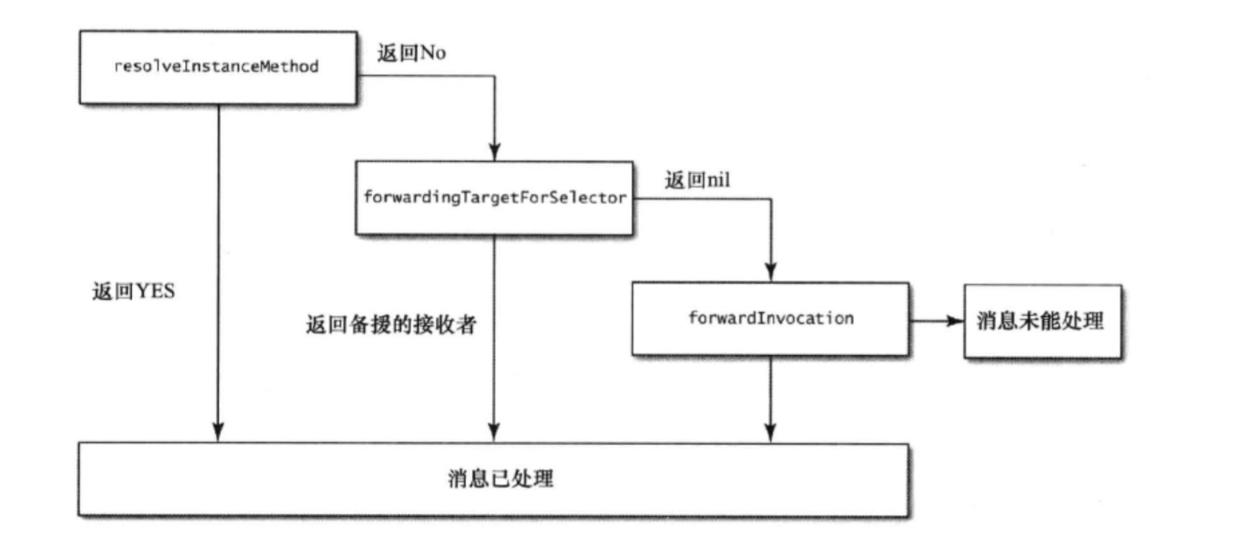 resolveInstanceMethod
返回No
forwardingTargetForSelector
返回nil
返回YES
返回备援的接收者
forwardInvocation
消息未能处理
消息已处理